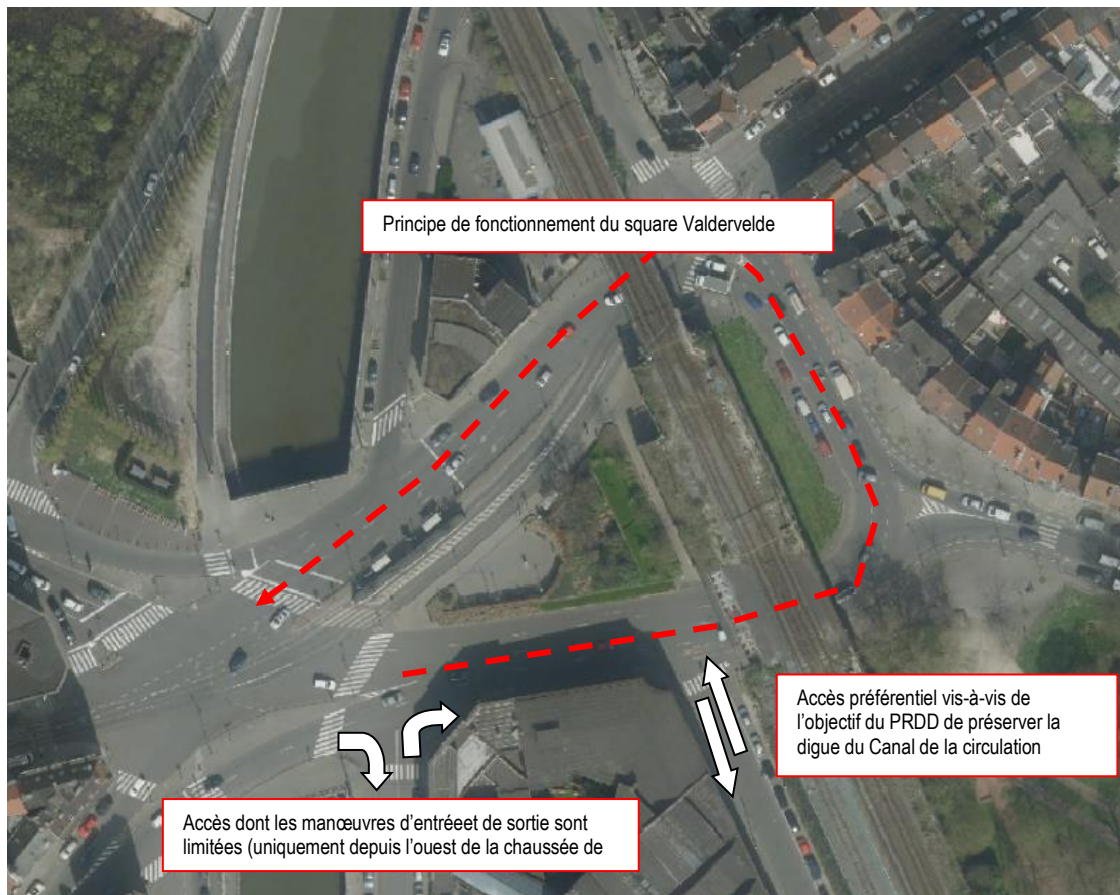 Principe de fonctionnement du square Valdervelde
Accès préférentiel vis-à-vis de
l’objectif du PRDD de préserver la
digue du Canal de la circulation
Accès dont les manœuvres d’entréeet de sortie sont
limitées (uniquement depuis l’ouest de la chaussée de